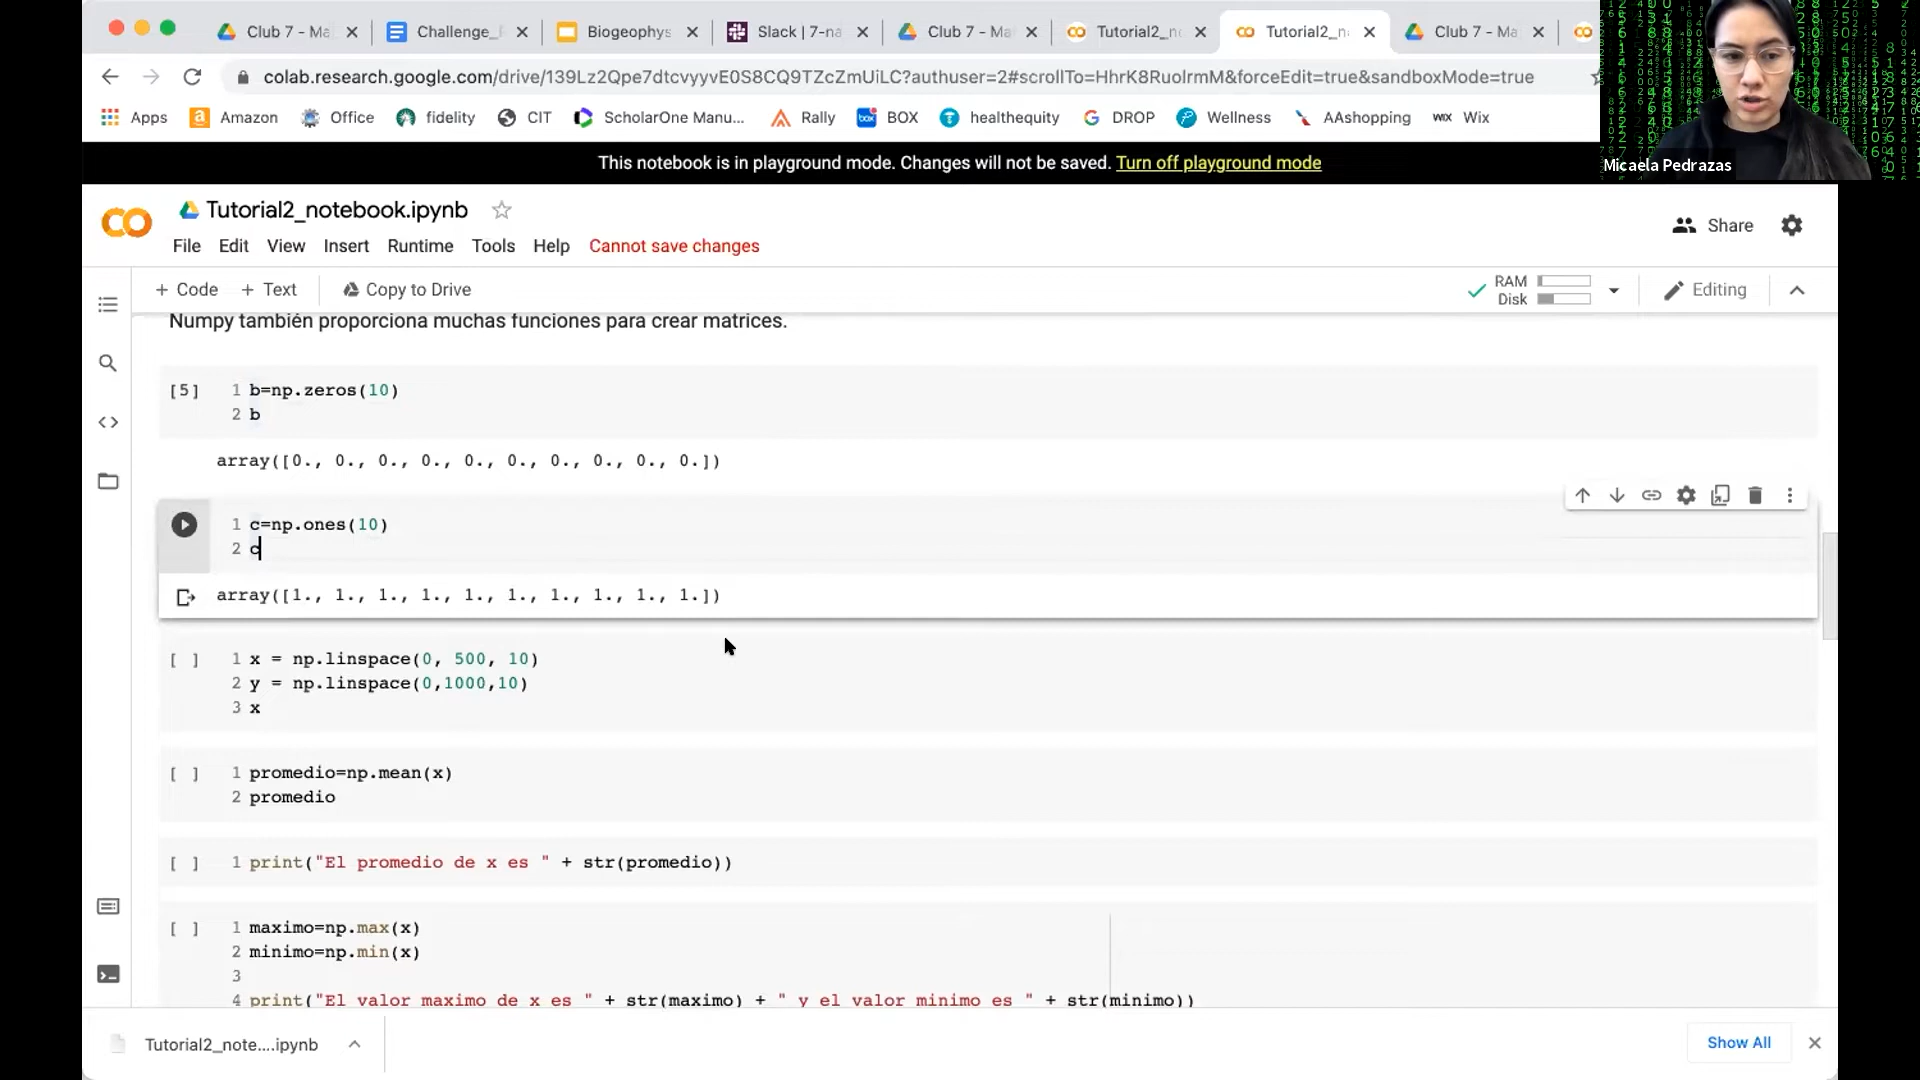 Club 7 - Ma
Challenge_
Biogeophys
Slack | 7-na
Club 7 - Ma
Tutorial2_n
Tutorial2_n
Club 7 - Ma
colab.research.google.com/drive/139Lz2Qpe7dtcvyyvE0S8CQ9TZcZmUiLC?authuser=2#scrollTo=HhrK8RuolrmM&forceEdit=true&sandboxMode=true
Apps Amazon Office fidelity CIT ScholarOne Manu... Rally BOX healthequity DROP Wellness AAshopping Wix
Micaela Pedrazas
This notebook is in playground mode. Changes will not be saved. Turn off playground mode
Tutorial2_notebook.ipynb
Share
File Edit View Insert Runtime Tools Help Cannot save changes
+ Code + Text Copy to Drive
RAM
Disk
Editing
Numpy también proporciona muchas funciones para crear matrices.
[5] 1 b=np.zeros(10)
2 b
array([0., 0., 0., 0., 0., 0., 0., 0., 0., 0.])
1 c=np.ones(10)
2 c
array([1., 1., 1., 1., 1., 1., 1., 1., 1., 1.])
[ ] 1 x = np.linspace(0, 500, 10)
2 y = np.linspace(0,1000,10)
3 x
[ ] 1 promedio=np.mean(x)
2 promedio
[ ] 1 print("El promedio de x es " + str(promedio))
[ ] 1 maximo=np.max(x)
2 minimo=np.min(x)
3
4 print("El valor maximo de x es " + str(maximo) + " y el valor minimo es " + str(minimo))
Tutorial2_note....ipynb
Show All